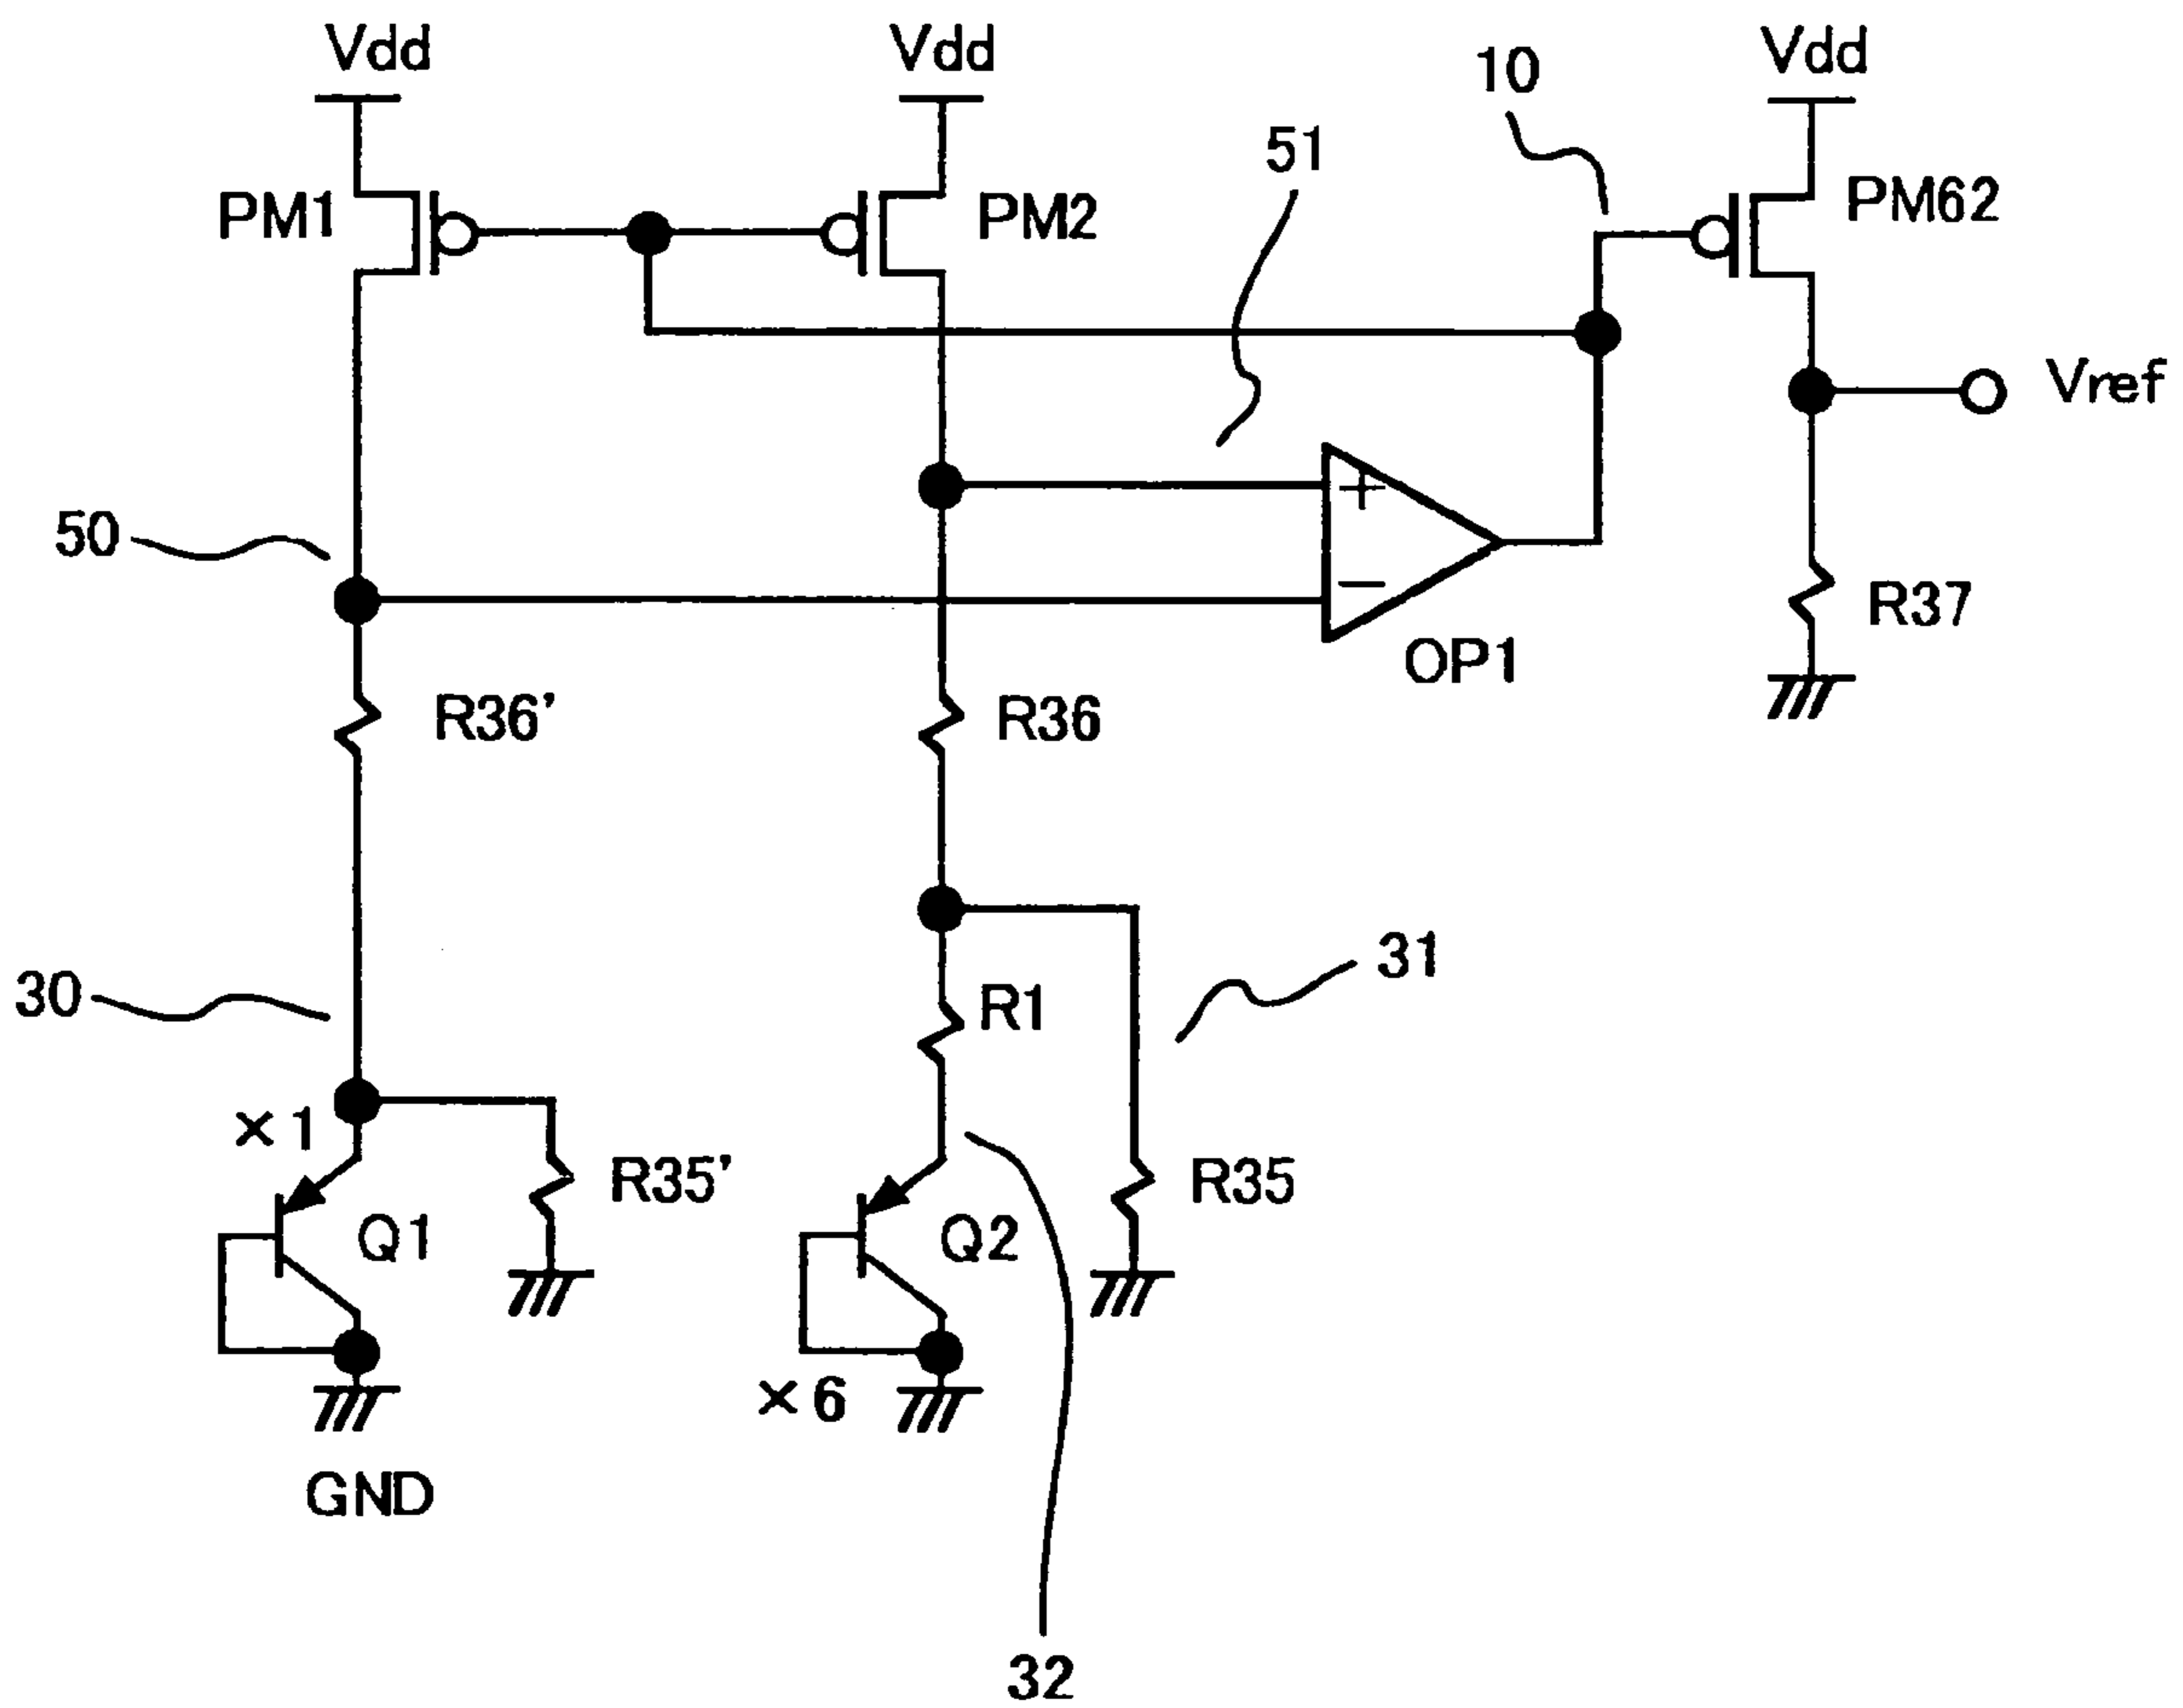 Vdd
Vdd
10
Vdd
51
PM1
PM2
PM62
Vref
50
+
−
R37
OP1
R36'
R36
30
31
R1
×1
R35'
R35
Q1
Q2
×6
GND
32